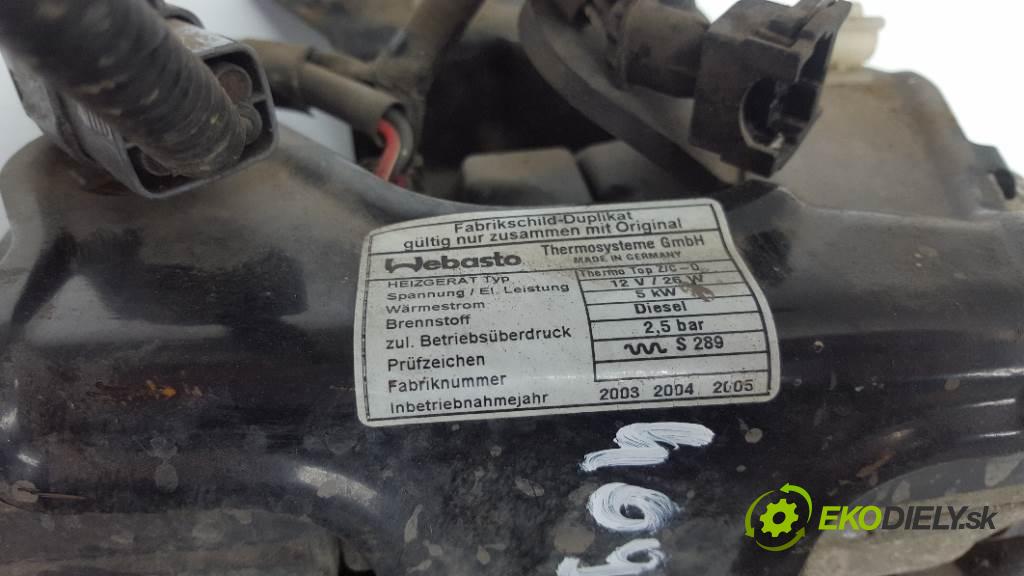 Fabrikschild-Duplikat
gültig nur zusammen mit Original
Webasto Thermosysteme GmbH
MADE IN GERMANY
HEIZGERÄT Typ Thermo Top Z/C - D
Spannung / El. Leistung 12 V / 28 W
Wärmestrom 5 kW
Brennstoff Diesel
zul. Betriebsüberdruck 2,5 bar
Prüfzeichen S 289
Fabriknummer
Inbetriebnahmejahr 2003 2004 2005
EKODIELY.sk